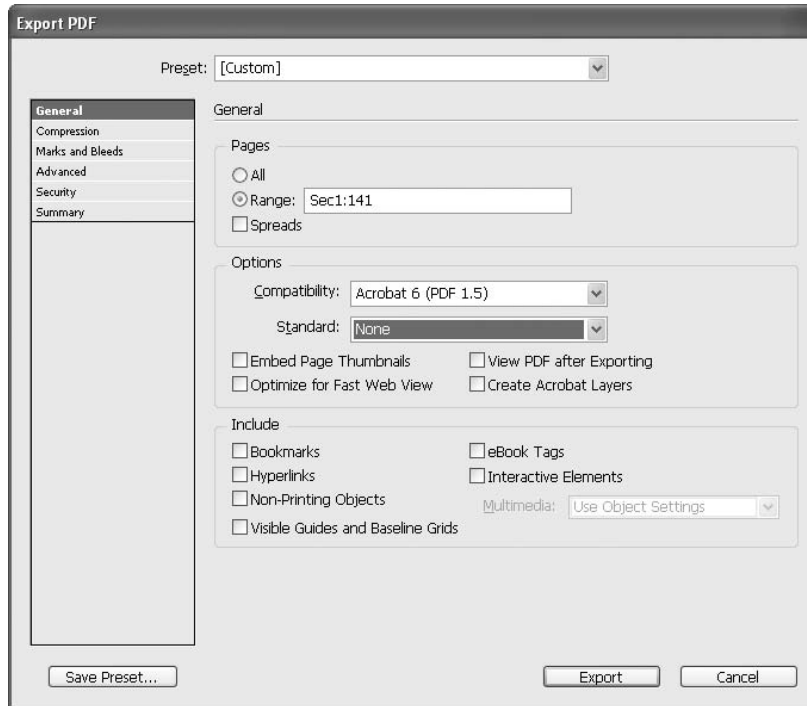 Export PDF
Preset: [Custom]
General
Compression
Marks and Bleeds
Advanced
Security
Summary
General
Pages
All
Range: Sec1:141
Spreads
Options
Compatibility: Acrobat 6 (PDF 1.5)
Standard: None
Embed Page Thumbnails View PDF after Exporting
Optimize for Fast Web View Create Acrobat Layers
Include
Bookmarks eBook Tags
Hyperlinks Interactive Elements
Non-Printing Objects Multimedia: Use Object Settings
Visible Guides and Baseline Grids
Save Preset... Export Cancel